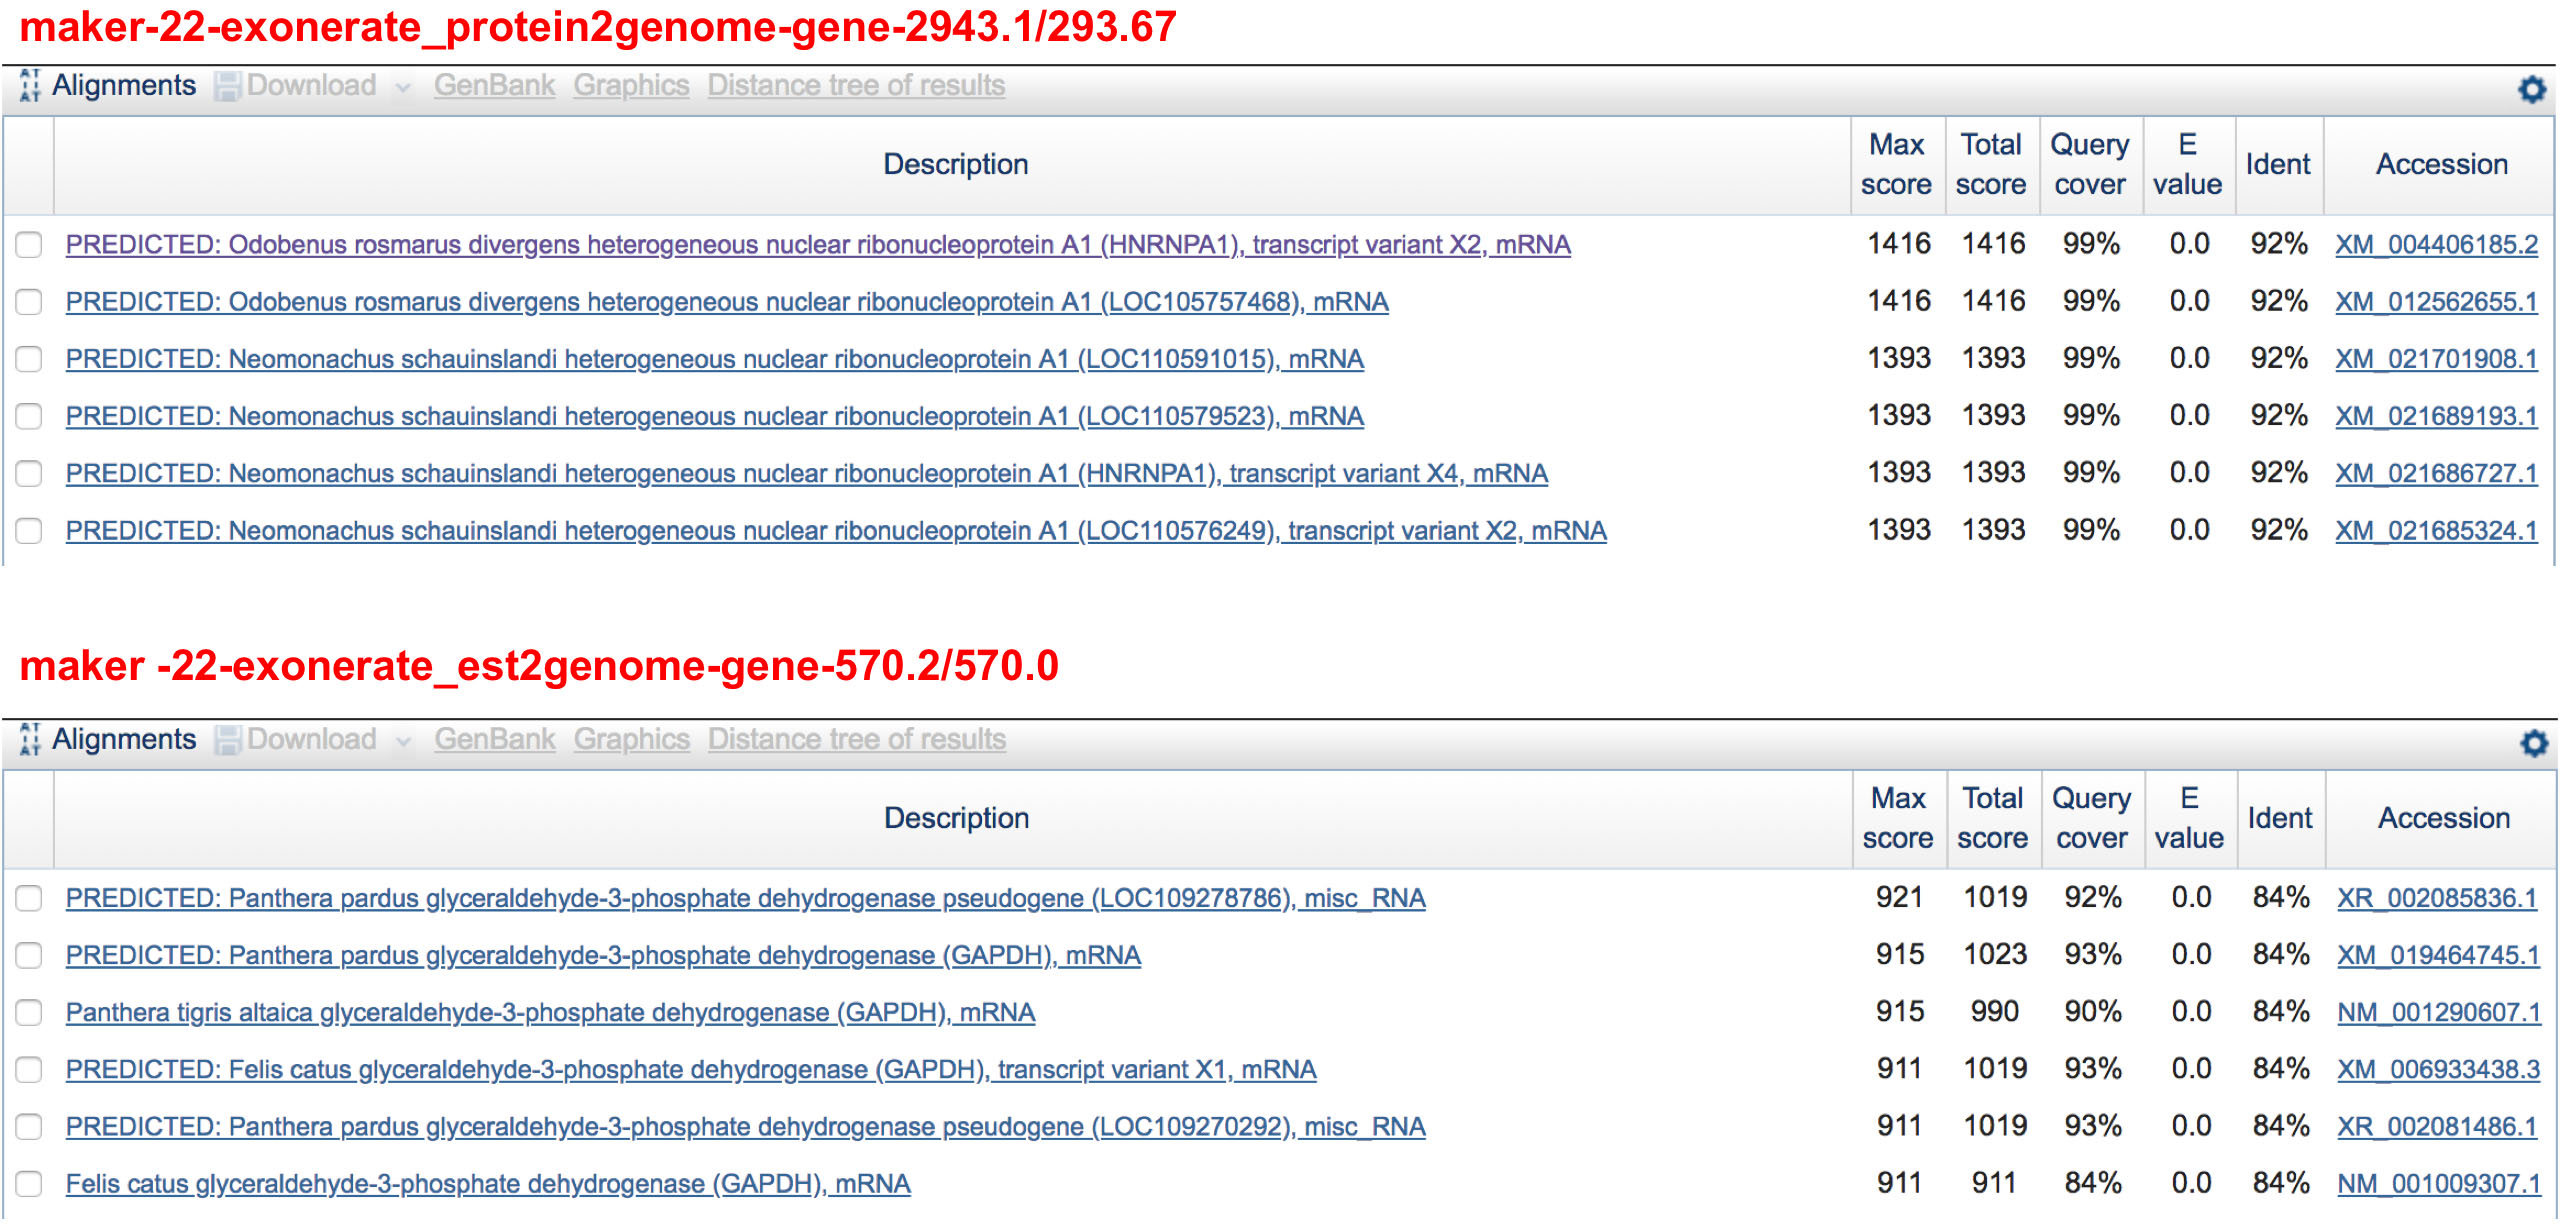 maker-22-exonerate_protein2genome-gene-2943.1/293.67
Alignments Download GenBank Graphics Distance tree of results
Description Max score Total score Query cover E value Ident Accession
PREDICTED: Odobenus rosmarus divergens heterogeneous nuclear ribonucleoprotein A1 (HNRNPA1), transcript variant X2, mRNA 1416 1416 99% 0.0 92% XM_004406185.2
PREDICTED: Odobenus rosmarus divergens heterogeneous nuclear ribonucleoprotein A1 (LOC105757468), mRNA 1416 1416 99% 0.0 92% XM_012562655.1
PREDICTED: Neomonachus schauinslandi heterogeneous nuclear ribonucleoprotein A1 (LOC110591015), mRNA 1393 1393 99% 0.0 92% XM_021701908.1
PREDICTED: Neomonachus schauinslandi heterogeneous nuclear ribonucleoprotein A1 (LOC110579523), mRNA 1393 1393 99% 0.0 92% XM_021689193.1
PREDICTED: Neomonachus schauinslandi heterogeneous nuclear ribonucleoprotein A1 (HNRNPA1), transcript variant X4, mRNA 1393 1393 99% 0.0 92% XM_021686727.1
PREDICTED: Neomonachus schauinslandi heterogeneous nuclear ribonucleoprotein A1 (LOC110576249), transcript variant X2, mRNA 1393 1393 99% 0.0 92% XM_021685324.1
maker -22-exonerate_est2genome-gene-570.2/570.0
Alignments Download GenBank Graphics Distance tree of results
Description Max score Total score Query cover E value Ident Accession
PREDICTED: Panthera pardus glyceraldehyde-3-phosphate dehydrogenase pseudogene (LOC109278786), misc_RNA 921 1019 92% 0.0 84% XR_002085836.1
PREDICTED: Panthera pardus glyceraldehyde-3-phosphate dehydrogenase (GAPDH), mRNA 915 1023 93% 0.0 84% XM_019464745.1
Panthera tigris altaica glyceraldehyde-3-phosphate dehydrogenase (GAPDH), mRNA 915 990 90% 0.0 84% NM_001290607.1
PREDICTED: Felis catus glyceraldehyde-3-phosphate dehydrogenase (GAPDH), transcript variant X1, mRNA 911 1019 93% 0.0 84% XM_006933438.3
PREDICTED: Panthera pardus glyceraldehyde-3-phosphate dehydrogenase pseudogene (LOC109270292), misc_RNA 911 1019 93% 0.0 84% XR_002081486.1
Felis catus glyceraldehyde-3-phosphate dehydrogenase (GAPDH), mRNA 911 911 84% 0.0 84% NM_001009307.1